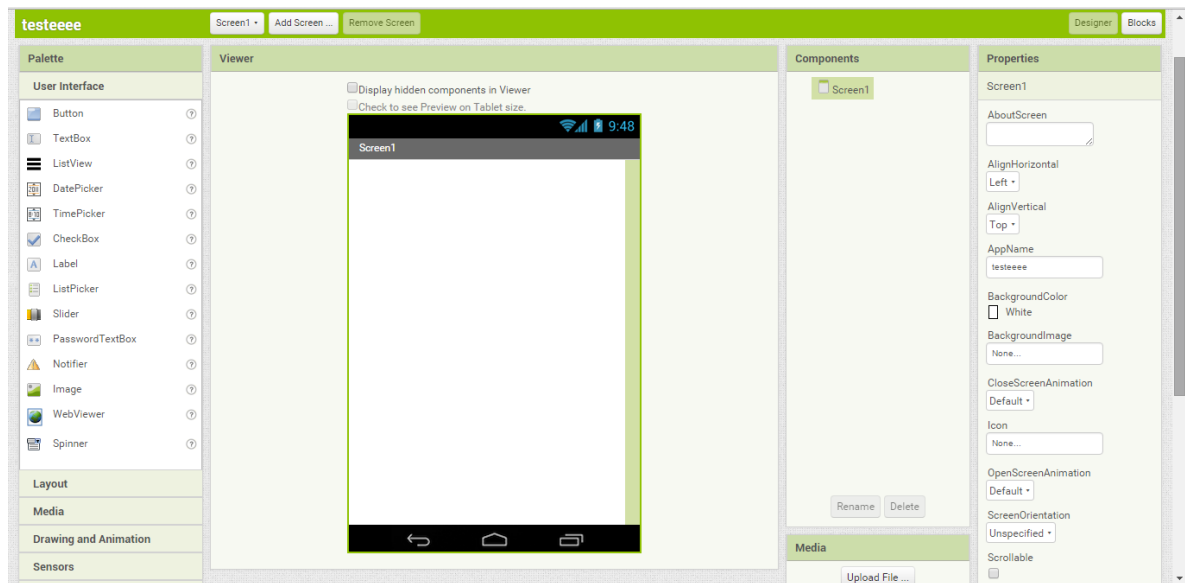 testeeee
Screen1
Add Screen ...
Remove Screen
Designer
Blocks
Palette
User Interface
Button
TextBox
ListView
DatePicker
TimePicker
CheckBox
Label
ListPicker
Slider
PasswordTextBox
Notifier
Image
WebViewer
Spinner
Layout
Media
Drawing and Animation
Sensors
Viewer
Display hidden components in Viewer
Check to see Preview on Tablet size.
9:48
Screen1
Components
Screen1
Rename
Delete
Media
Upload File ...
Properties
Screen1
AboutScreen
AlignHorizontal
Left
AlignVertical
Top
AppName
testeeee
BackgroundColor
White
BackgroundImage
None...
CloseScreenAnimation
Default
Icon
None...
OpenScreenAnimation
Default
ScreenOrientation
Unspecified
Scrollable